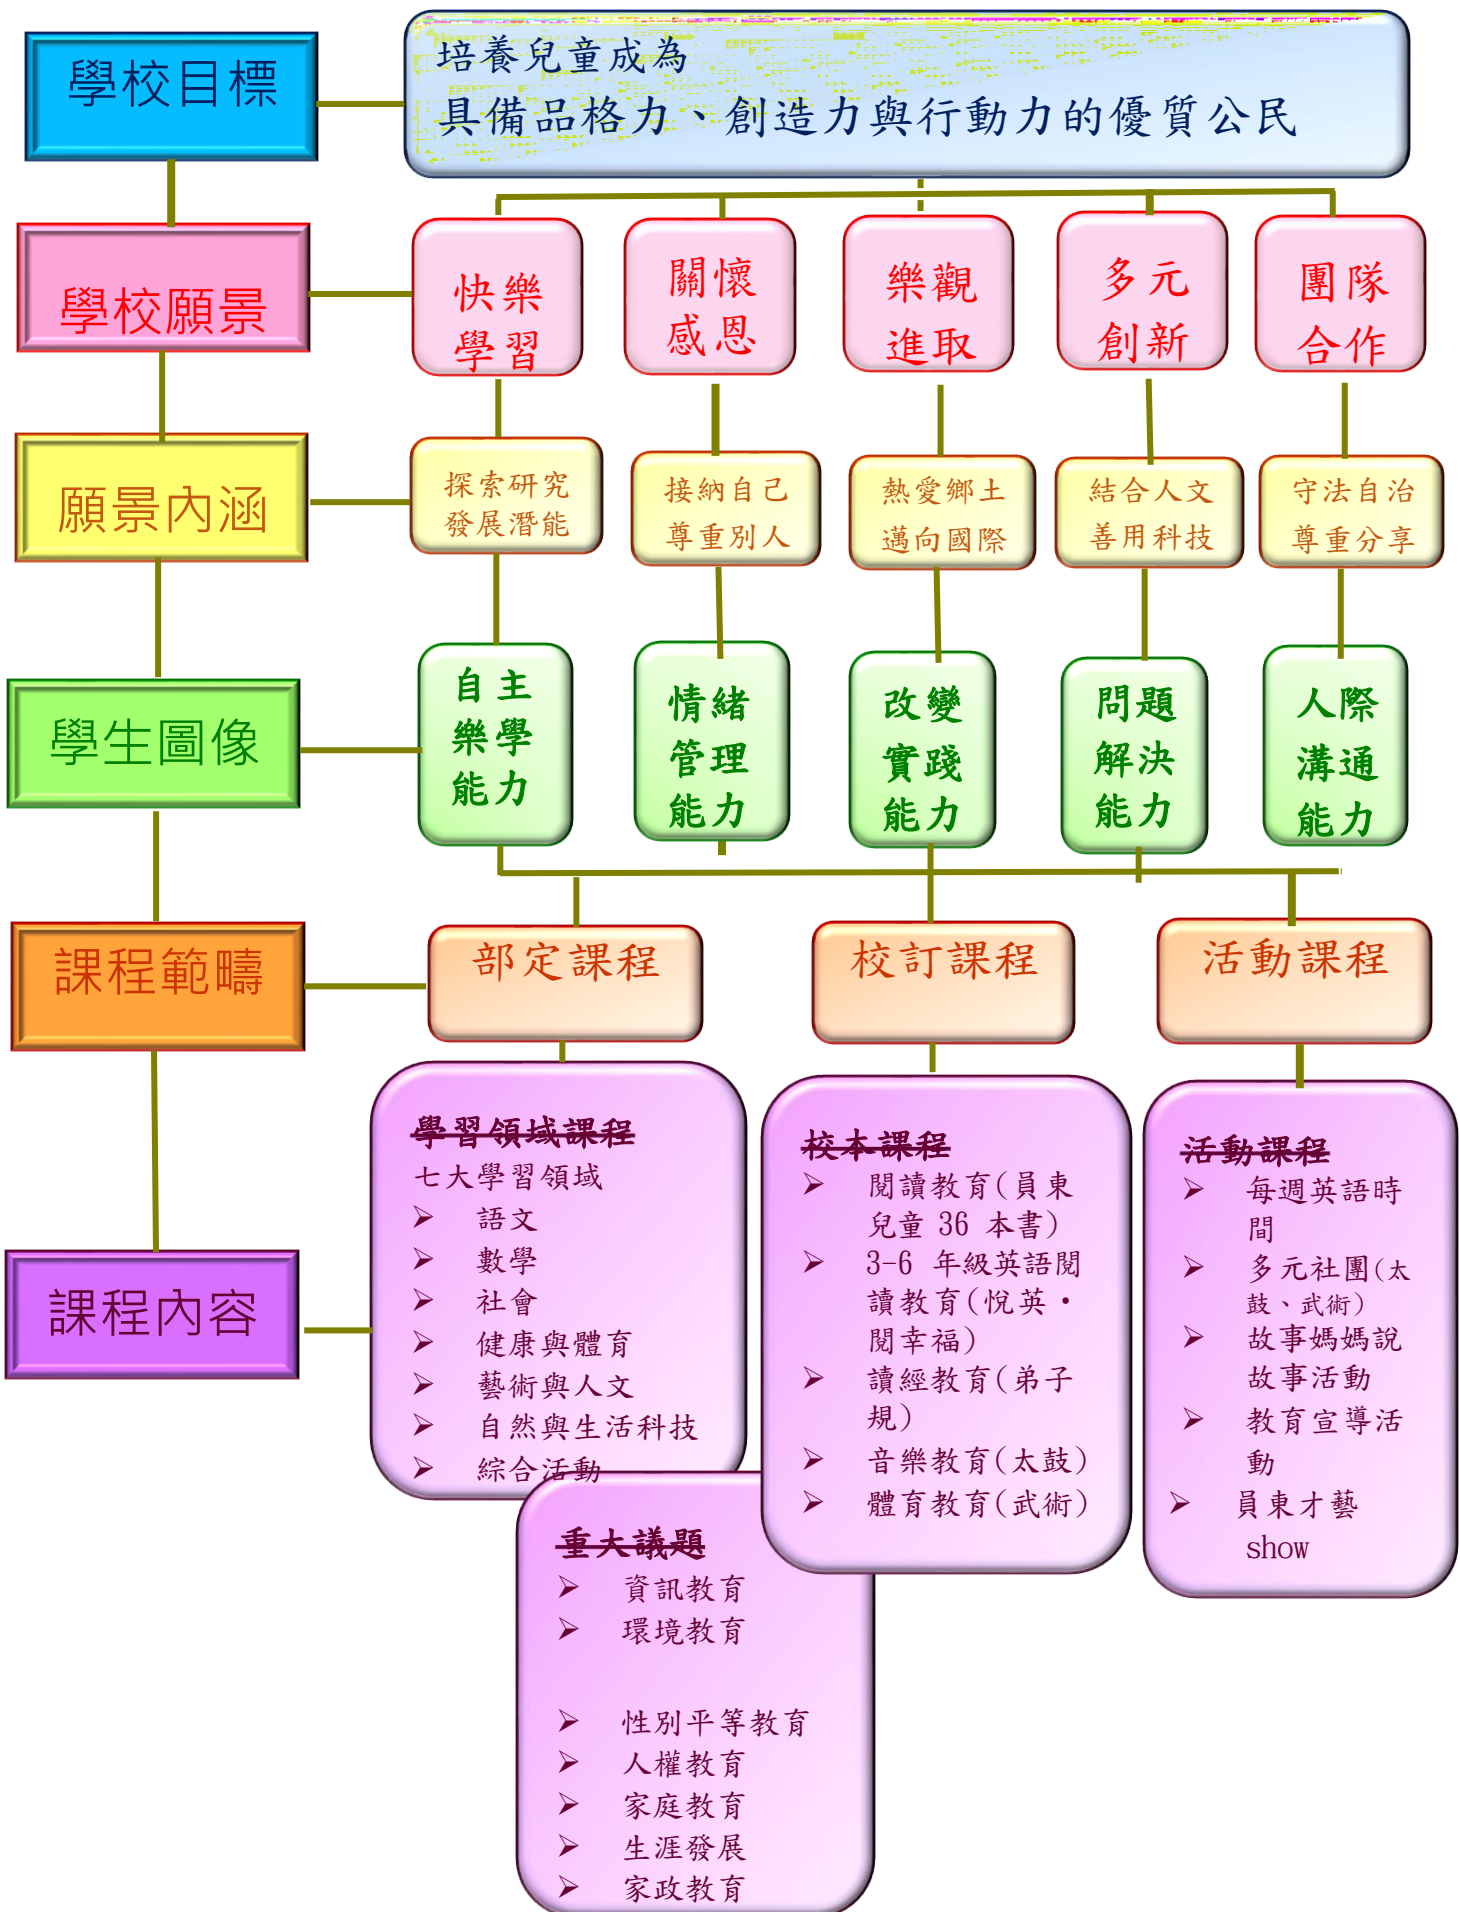 學校目標
培養兒童成為
具備品格力、創造力與行動力的優質公民
學校願景
快樂
學習
關懷
感恩
樂觀
進取
多元
創新
團隊
合作
願景內涵
探索研究
發展潛能
接納自己
尊重別人
熱愛鄉土
邁向國際
結合人文
善用科技
守法自治
尊重分享
學生圖像
自主
樂學
能力
情緒
管理
能力
改變
實踐
能力
問題
解決
能力
人際
溝通
能力
課程範疇
部定課程
校訂課程
活動課程
課程內容
學習領域課程
七大學習領域
➢ 語文
➢ 數學
➢ 社會
➢ 健康與體育
➢ 藝術與人文
➢ 自然與生活科技
➢ 綜合活動
重大議題
➢ 資訊教育
➢ 環境教育
➢ 性別平等教育
➢ 人權教育
➢ 家庭教育
➢ 生涯發展
➢ 家政教育
校本課程
➢ 閱讀教育(員東
兒童 36 本書)
➢ 3-6 年級英語閱
讀教育(悅英·
閱幸福)
➢ 讀經教育(弟子
規)
➢ 音樂教育(太鼓)
➢ 體育教育(武術)
活動課程
➢ 每週英語時
間
➢ 多元社團(太
鼓、武術)
➢ 故事媽媽說
故事活動
➢ 教育宣導活
動
➢ 員東才藝
show